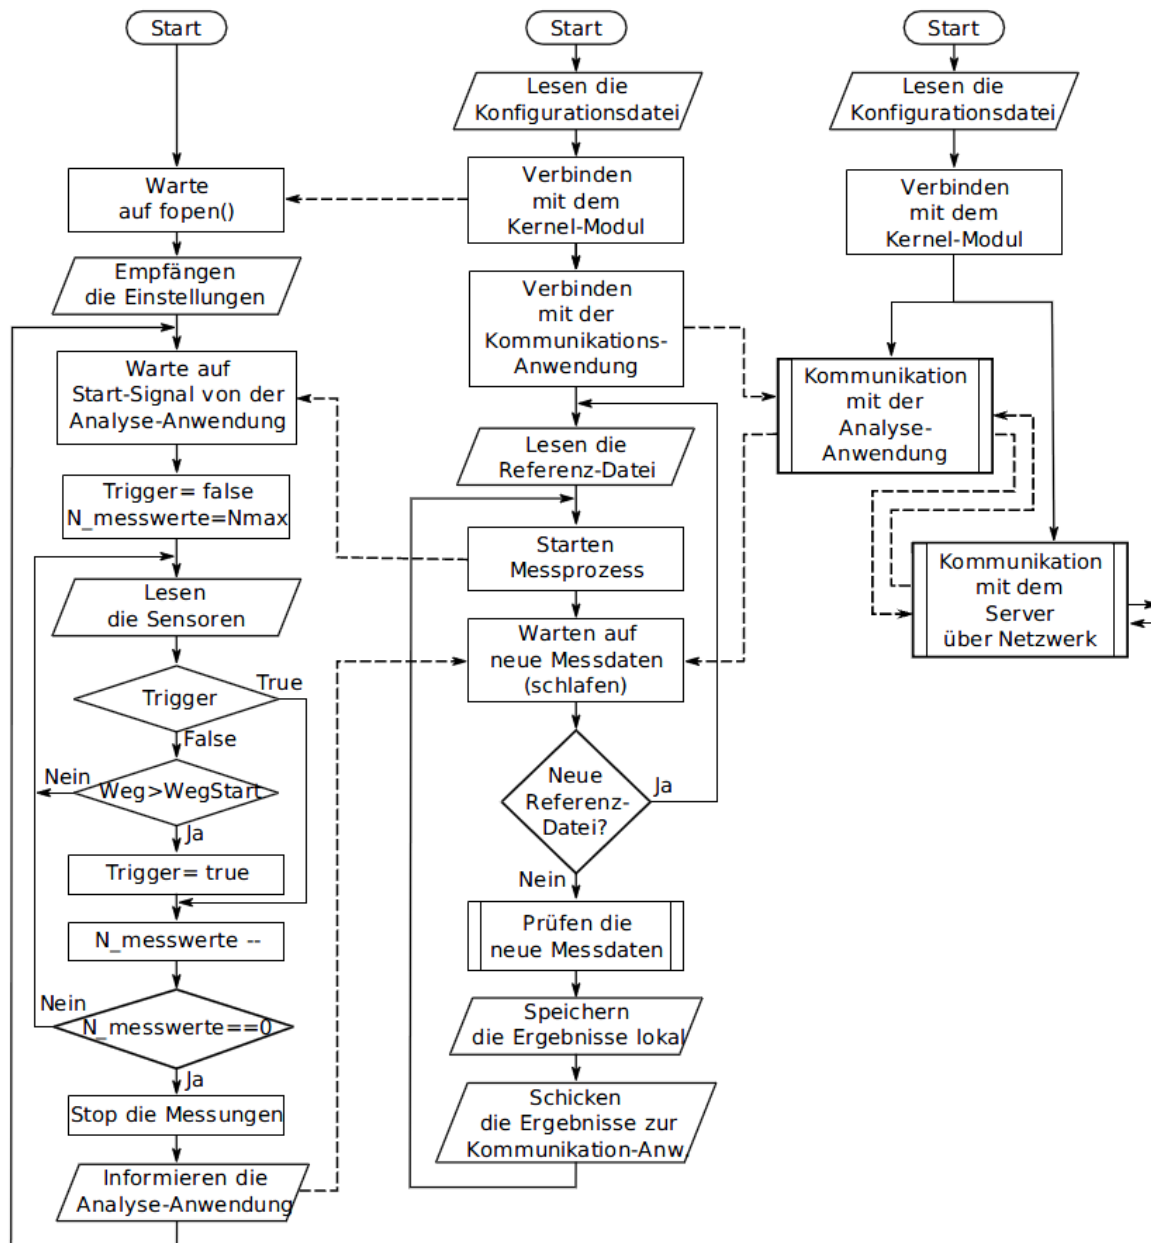 Start
Warte
auf fopen()
Empfängen
die Einstellungen
Warte auf
Start-Signal von der
Analyse-Anwendung
Trigger= false
N_messwerte=Nmax
Lesen
die Sensoren
Trigger
True
False
Weg>WegStart
Nein
Ja
Trigger= true
N_messwerte --
N_messwerte==0
Nein
Ja
Stop die Messungen
Informieren die
Analyse-Anwendung
Start
Lesen die
Konfigurationsdatei
Verbinden
mit dem
Kernel-Modul
Verbinden
mit der
Kommunikations-
Anwendung
Lesen die
Referenz-Datei
Starten
Messprozess
Warten auf
neue Messdaten
(schlafen)
Neue
Referenz-
Datei?
Ja
Nein
Prüfen die
neue Messdaten
Speichern
die Ergebnisse lokal
Schicken
die Ergebnisse zur
Kommunikation-Anw.
Start
Lesen die
Konfigurationsdatei
Verbinden
mit dem
Kernel-Modul
Kommunikation
mit der
Analyse-
Anwendung
Kommunikation
mit dem
Server
über Netzwerk